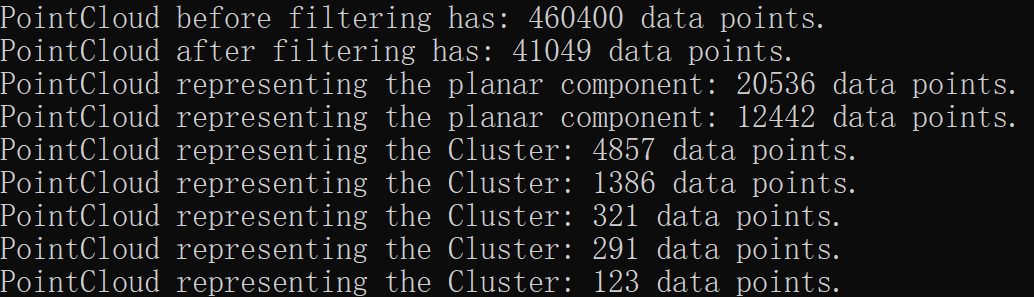 PointCloud before filtering has: 460400 data points.
PointCloud after filtering has: 41049 data points.
PointCloud representing the planar component: 20536 data points.
PointCloud representing the planar component: 12442 data points.
PointCloud representing the Cluster: 4857 data points.
PointCloud representing the Cluster: 1386 data points.
PointCloud representing the Cluster: 321 data points.
PointCloud representing the Cluster: 291 data points.
PointCloud representing the Cluster: 123 data points.